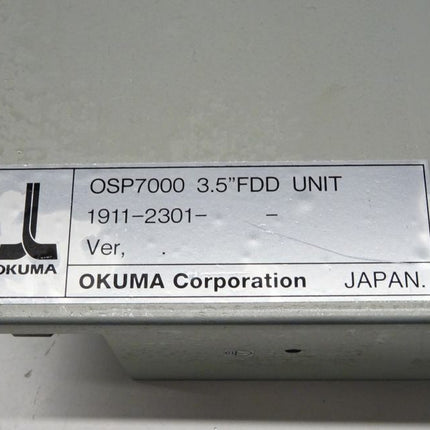 OSP7000 3.5"FDD UNIT
1911-2301-     -
Ver,   .
OKUMA
OKUMA Corporation JAPAN.